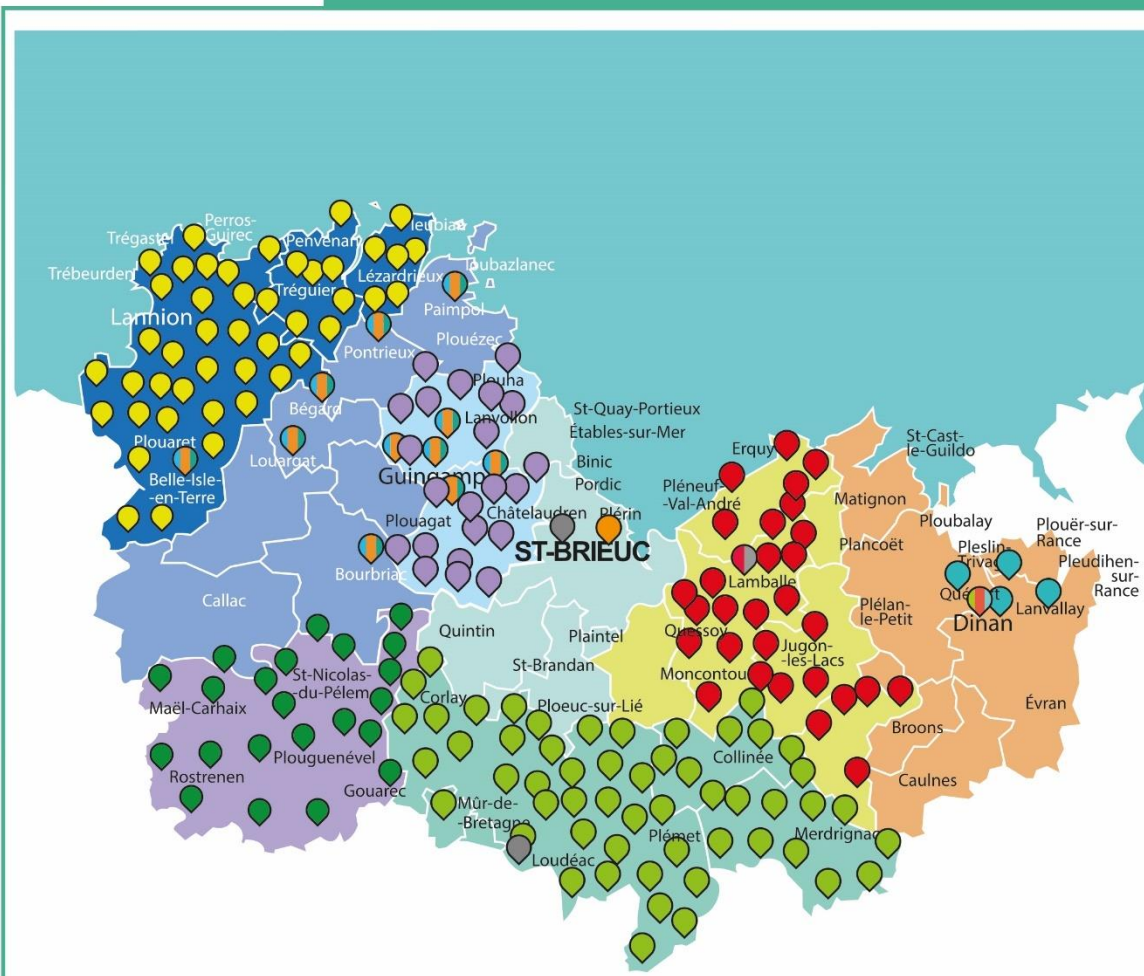 Perros-
Guirec
Trégastel
Trébeurden
Lannion
Penvenan
Tréguier
Lézardrieux
Paimpol
Plouézec
Pontrieux
Bégard
Louargat
Plouaret
Belle-Isle-
-en-Terre
Plouha
Lanvollon
Guingamp
Plouagat
Bourbriac
Callac
St-Quay-Portieux
Étables-sur-Mer
Binic
Pordic
Châtelaudren
Plérin
ST-BRIEUC
Quintin
Plaintel
St-Brandan
Ploeuc-sur-Lié
Corlay
St-Nicolas-
-du-Pélem
Maël-Carhaix
Rostrenen
Plouguenével
Gouarec
Mûr-de-
-Bretagne
Loudéac
Plémet
Collinée
Merdrignac
Erquy
Pléneuf-
-Val-André
Lamballe
Quessoy
Moncontour
Jugon-
-les-Lacs
St-Cast-
le-Guildo
Matignon
Ploubalay
Plancoët
Plélan-
le-Petit
Plouër-sur-
Rance
Pleslin-
Pleudihen-
sur-
Rance
Lanvallay
Dinan
Évran
Broons
Caulnes